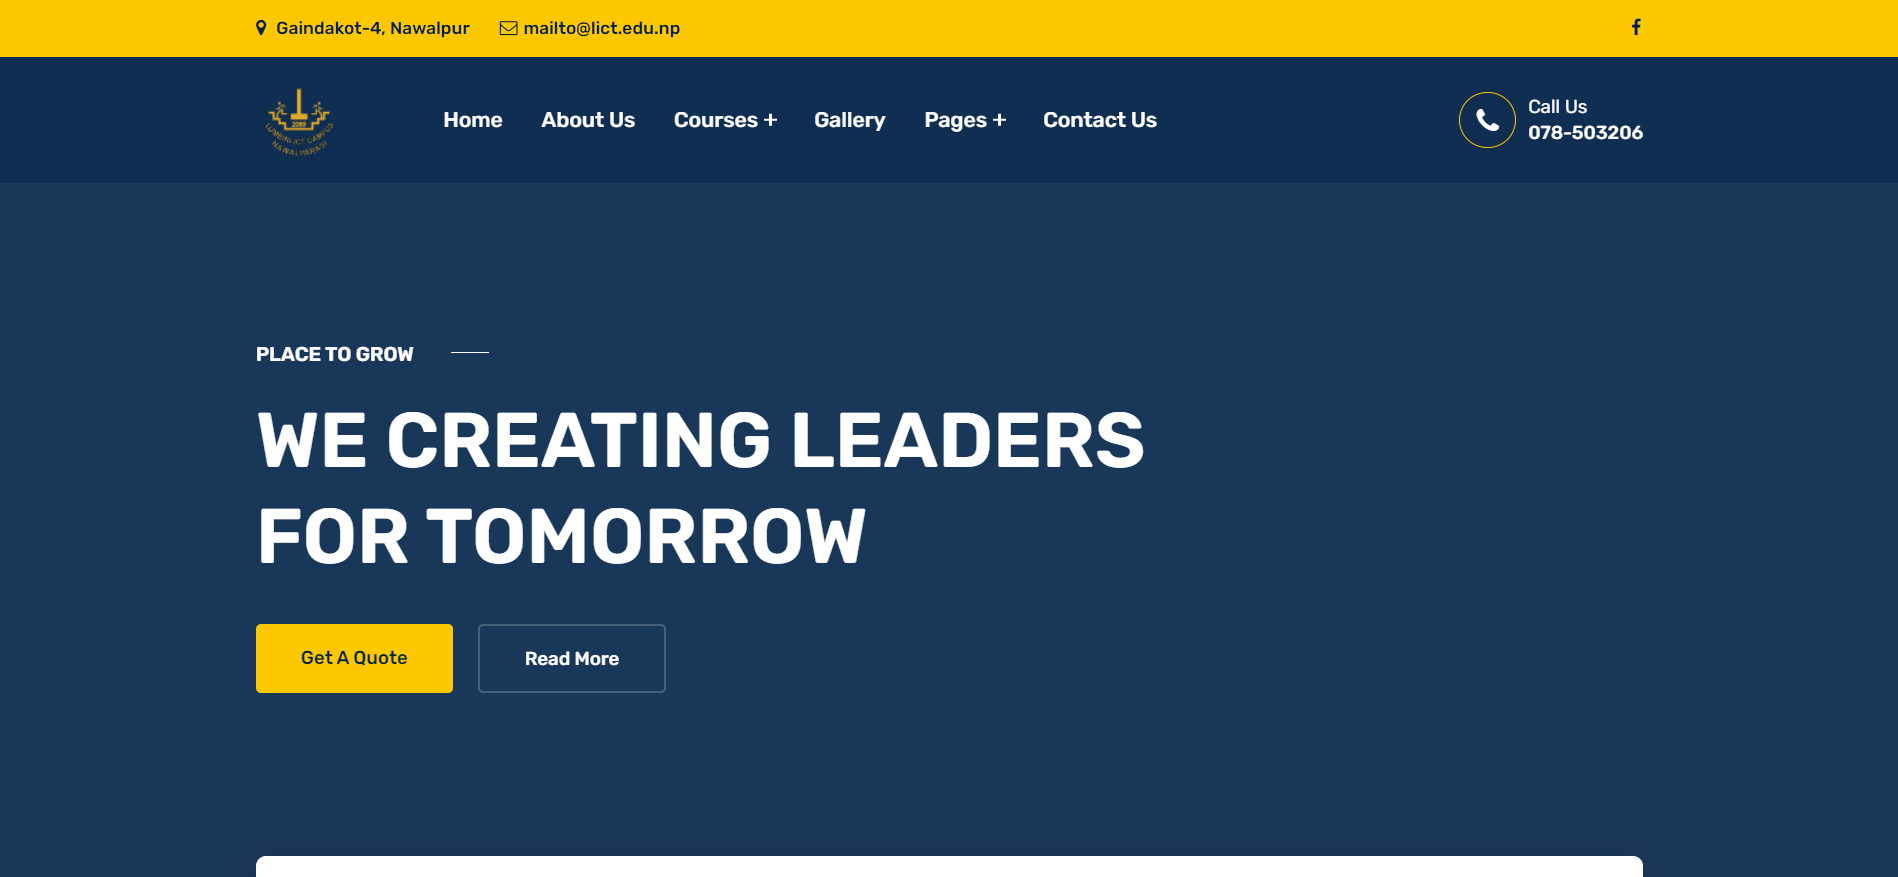 Gaindakot-4, Nawalpur
mailto@lict.edu.np
2069
LUMBINI ICT CAMPUS
NAWALPARASI
Home
About Us
Courses +
Gallery
Pages +
Contact Us
Call Us
078-503206
PLACE TO GROW
WE CREATING LEADERS
FOR TOMORROW
Get A Quote
Read More